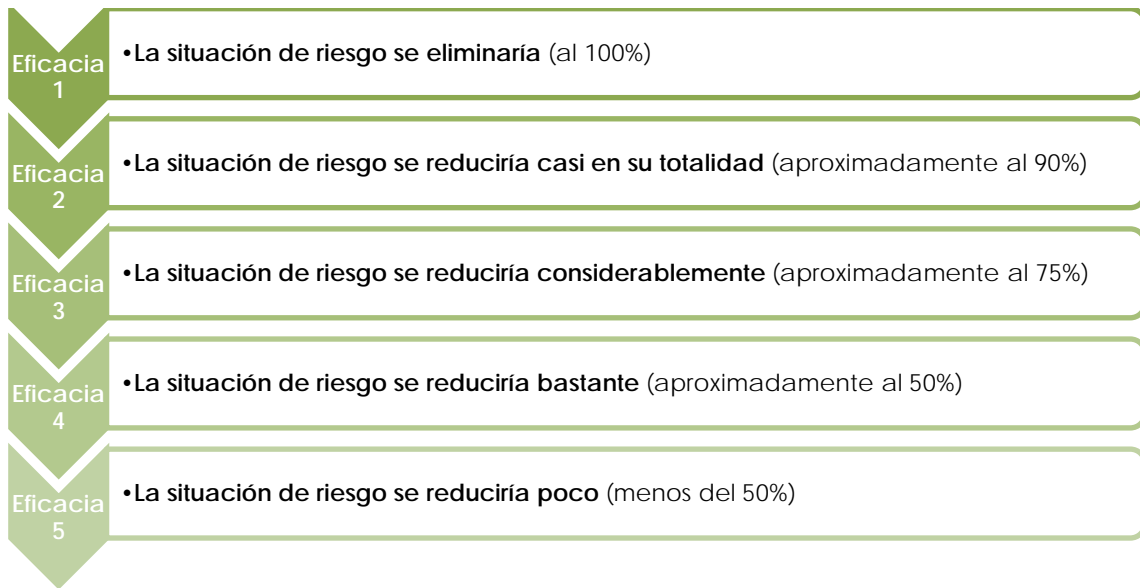 Eficacia
1
•La situación de riesgo se eliminaría (al 100%)
Eficacia
2
•La situación de riesgo se reduciría casi en su totalidad (aproximadamente al 90%)
Eficacia
3
•La situación de riesgo se reduciría considerablemente (aproximadamente al 75%)
Eficacia
4
•La situación de riesgo se reduciría bastante (aproximadamente al 50%)
Eficacia
5
•La situación de riesgo se reduciría poco (menos del 50%)